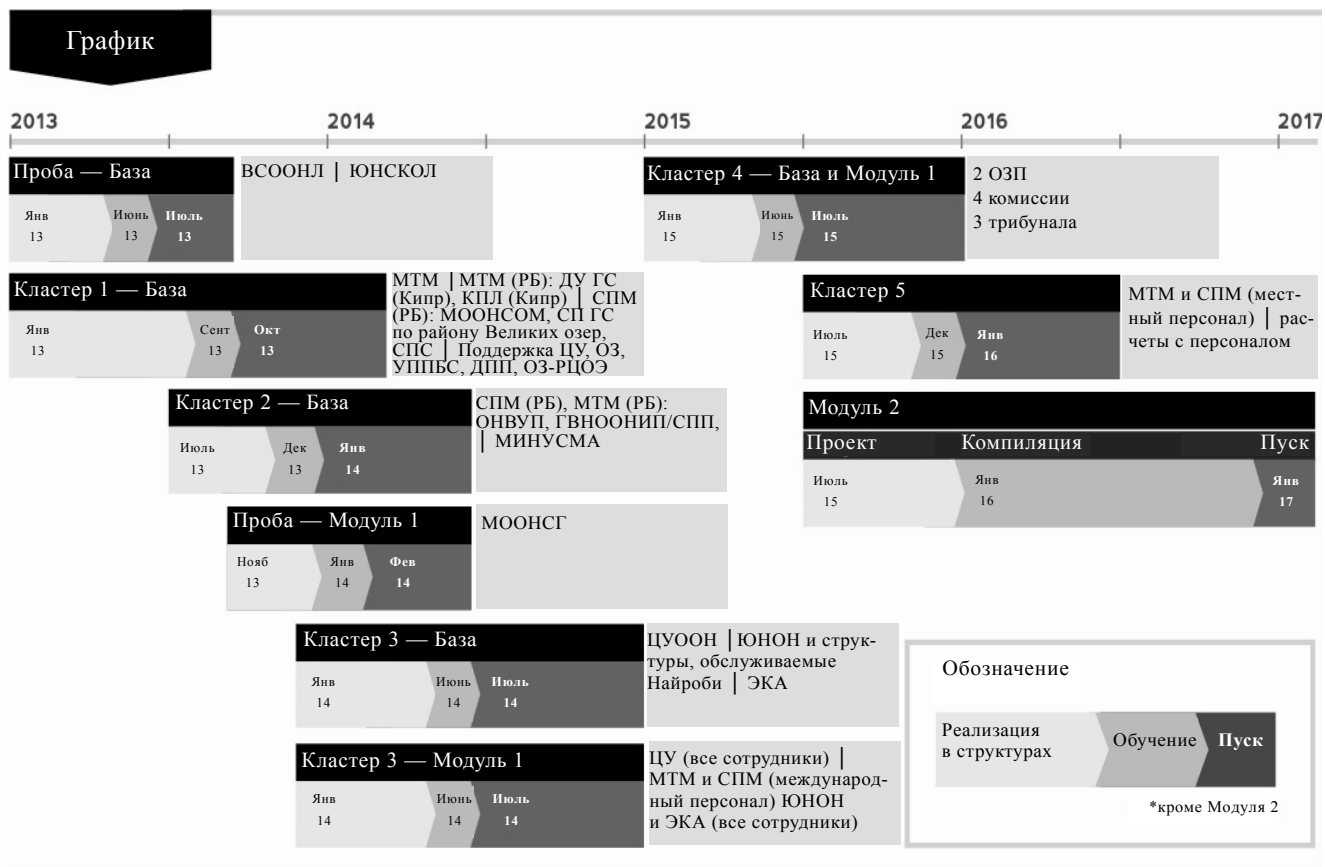 График
2013 2014 2015 2016 2017
Проба — База
Янв Июнь Июль
13 13 13
ВСООНЛ | ЮНСКОЛ
Кластер 4 — База и Модуль 1
Янв Июнь Июль
15 15 15
2 ОЗП
4 комиссии
3 трибунала
Кластер 1 — База
Янв Сент Окт
13 13 13
МТМ | МТМ (РБ): ДУ ГС
(Кипр), КПЛ (Кипр) | СПМ
(РБ): МООНСОМ, СП ГС
по району Великих озер,
СПС | Поддержка ЦУ, ОЗ,
УППБС, ДПП, ОЗ-РЦОЭ
Кластер 5
Июль Дек Янв
15 15 16
МТМ и СПМ (мест-
ный персонал) | рас-
четы с персоналом
Кластер 2 — База
Июль Дек Янв
13 13 14
СПМ (РБ), МТМ (РБ):
ОНВУП, ГВНООНИП/СПП,
| МИНУСМА
Модуль 2
Проект Компиляция Пуск
Июль Янв Янв
15 16 17
Проба — Модуль 1
Нояб Янв Фев
13 14 14
МООНСГ
Кластер 3 — База
Янв Июнь Июль
14 14 14
ЦУООН | ЮНОН и струк-
туры, обслуживаемые
Найроби | ЭКА
Кластер 3 — Модуль 1
Янв Июнь Июль
14 14 14
ЦУ (все сотрудники) |
МТМ и СПМ (международ-
ный персонал) ЮНОН
и ЭКА (все сотрудники)
Обозначение
Реализация
в структурах
Обучение
Пуск
*кроме Модуля 2